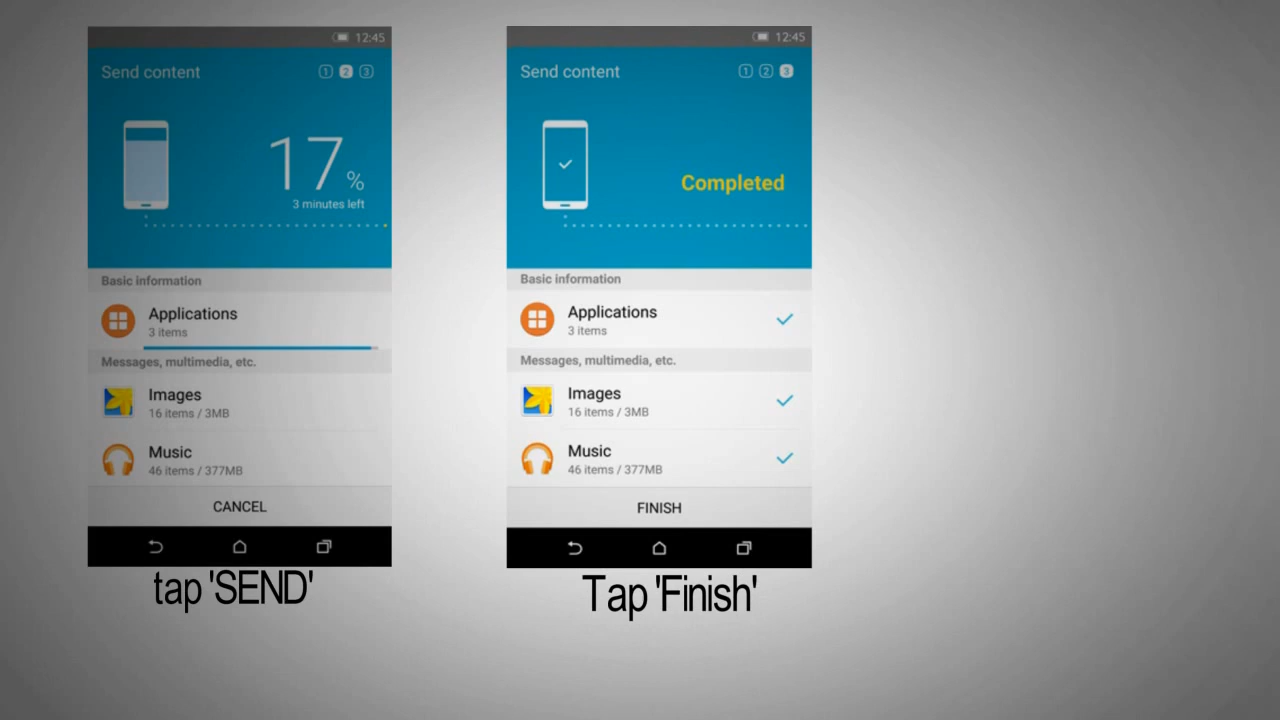 12:45
Send content
1 2 3
17%
3 minutes left
Basic information
Applications
3 items
Messages, multimedia, etc.
Images
16 items / 3MB
Music
46 items / 377MB
CANCEL
tap 'SEND'
12:45
Send content
1 2 3
Completed
Basic information
Applications
3 items
Messages, multimedia, etc.
Images
16 items / 3MB
Music
46 items / 377MB
FINISH
Tap 'Finish'